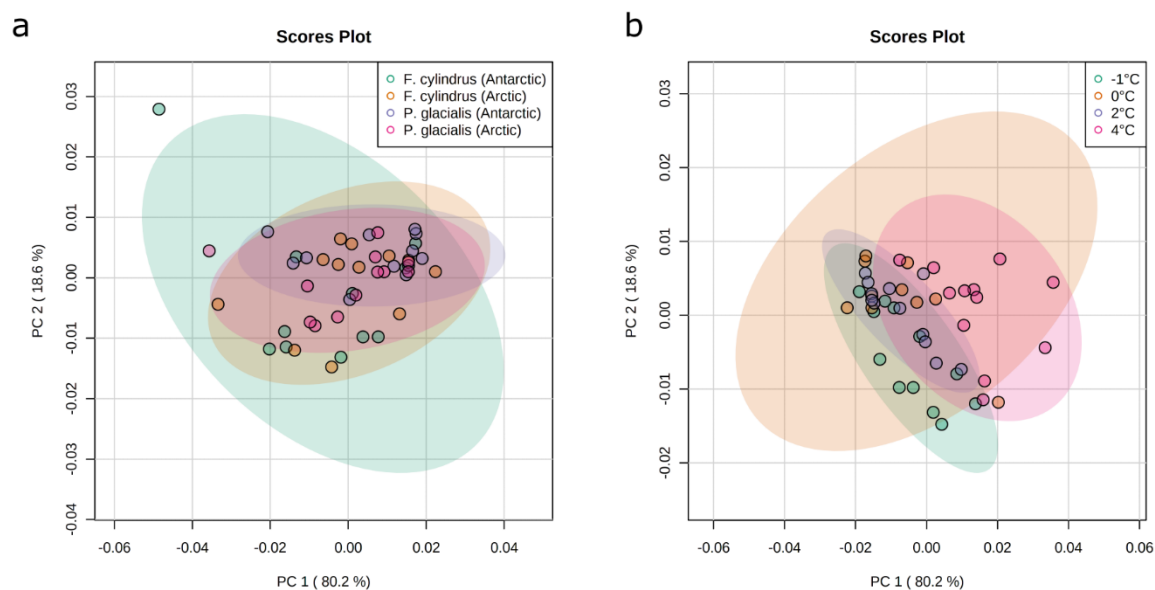 a
Scores Plot
F. cylindrus (Antarctic)
F. cylindrus (Arctic)
P. glacialis (Antarctic)
P. glacialis (Arctic)
PC 2 ( 18.6 %)
0.03
0.02
0.01
0.00
-0.01
-0.02
-0.03
-0.04
-0.06
-0.04
-0.02
0.00
0.02
0.04
PC 1 ( 80.2 %)
b
Scores Plot
-1°C
0°C
2°C
4°C
PC 2 ( 18.6 %)
0.03
0.02
0.01
0.00
-0.01
-0.02
-0.06
-0.04
-0.02
0.00
0.02
0.04
0.06
PC 1 ( 80.2 %)